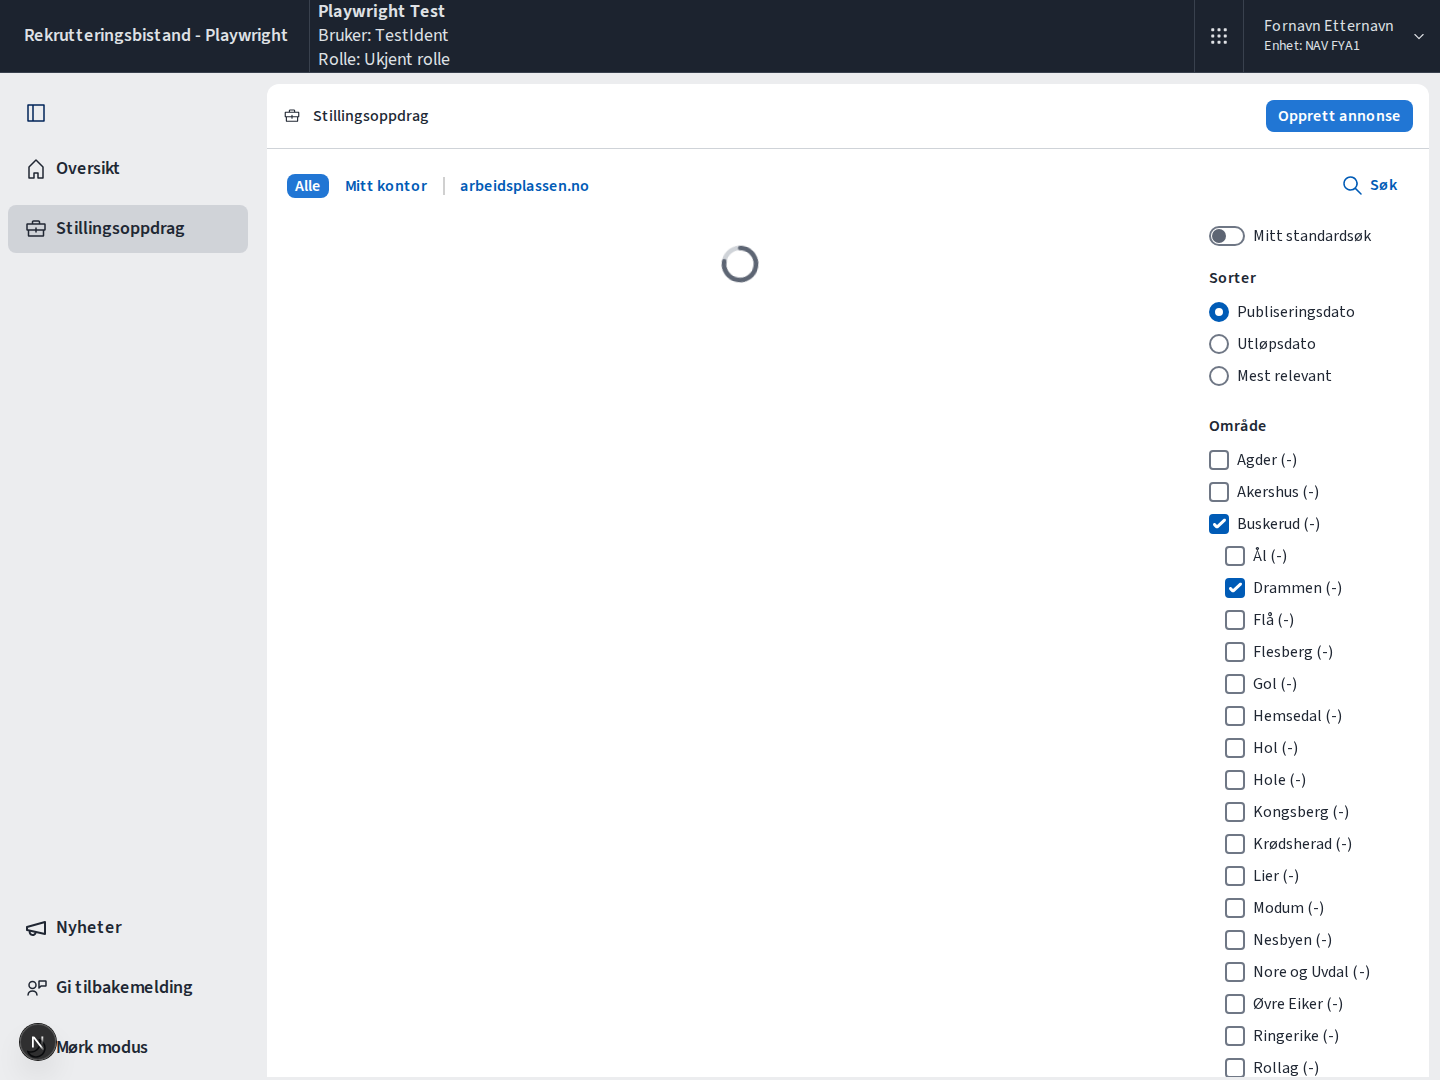 Rekrutteringsbistand - Playwright
Playwright Test
Bruker: TestIdent
Rolle: Ukjent rolle
Fornavn Etternavn
Enhet: NAV FYA1
Oversikt
Stillingsoppdrag
Nyheter
Gi tilbakemelding
N
Mørk modus
Stillingsoppdrag
Opprett annonse
Alle
Mitt kontor
arbeidsplassen.no
Søk
Mitt standardsøk
Sorter
Publiseringsdato
Utløpsdato
Mest relevant
Område
Agder (-)
Akershus (-)
Buskerud (-)
Ål (-)
Drammen (-)
Flå (-)
Flesberg (-)
Gol (-)
Hemsedal (-)
Hol (-)
Hole (-)
Kongsberg (-)
Krødsherad (-)
Lier (-)
Modum (-)
Nesbyen (-)
Nore og Uvdal (-)
Øvre Eiker (-)
Ringerike (-)
Rollag (-)